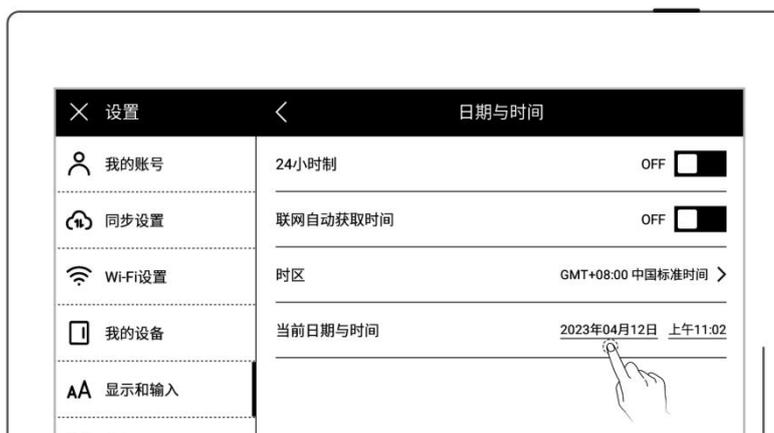 设置
日期与时间
我的账号
24小时制 OFF
同步设置
联网自动获取时间 OFF
Wi-Fi设置
时区 GMT+08:00 中国标准时间
我的设备
当前日期与时间 2023年04月12日 上午11:02
AA 显示和输入